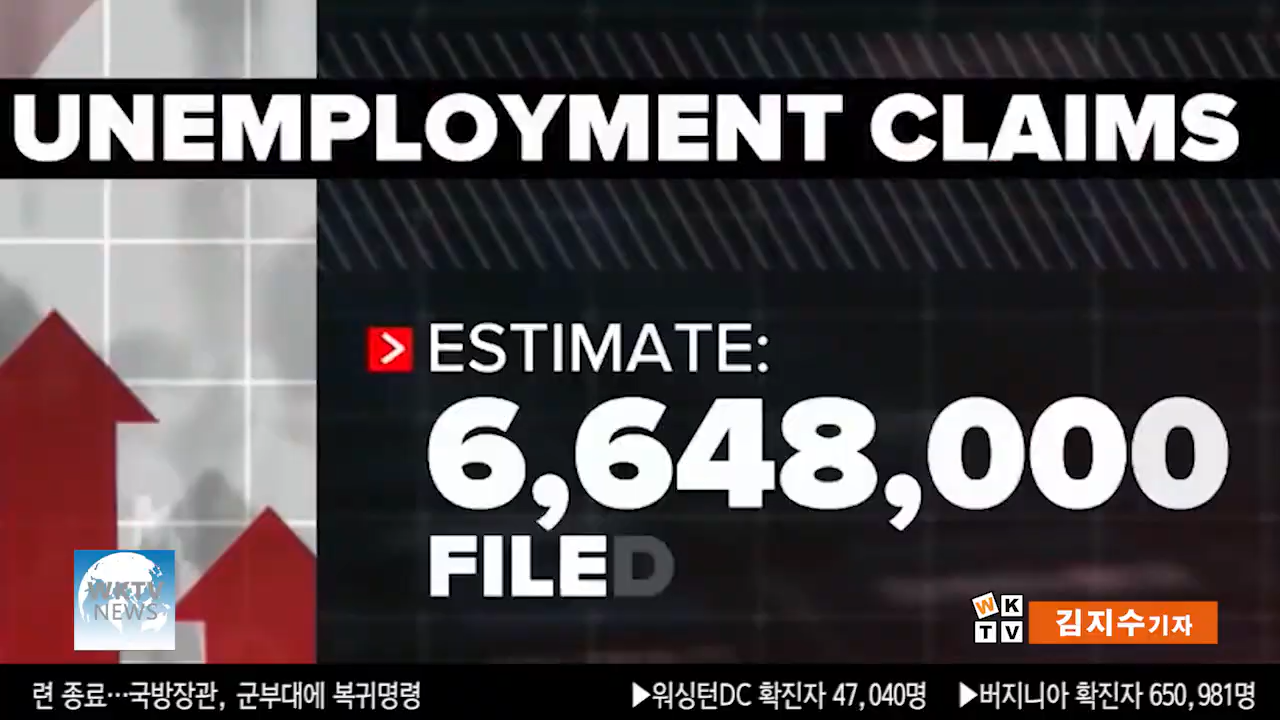 UNEMPLOYMENT CLAIMS
ESTIMATE:
6,648,000
FILED
WKTV
NEWS
WK
TV
김지수기자
련 종료…국방장관, 군부대에 복귀명령 ▶워싱턴DC 확진자 47,040명 ▶버지니아 확진자 650,981명